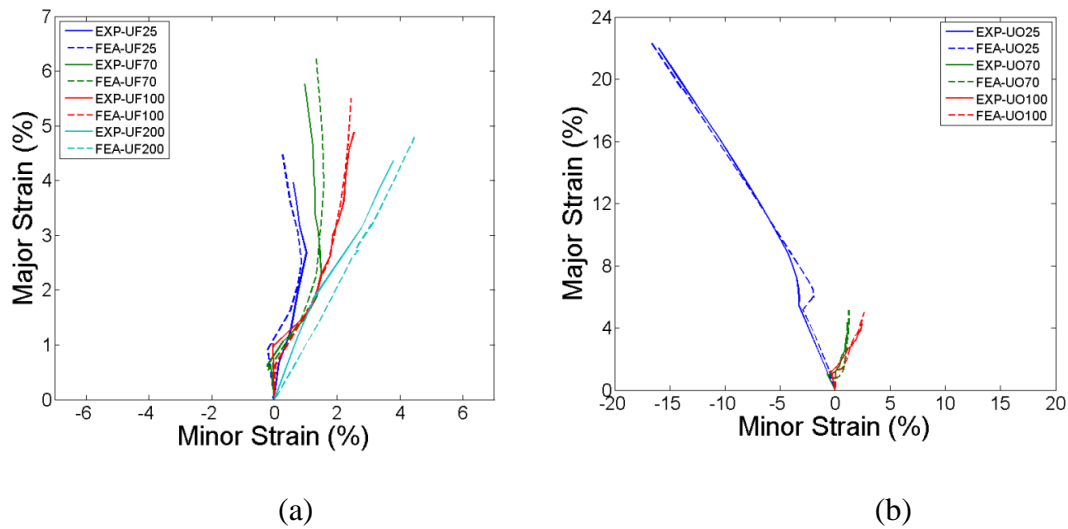 7
6
5
4
3
2
1
0
-6
-4
-2
0
2
4
6
Major Strain (%)
Minor Strain (%)
EXP-UF25
FEA-UF25
EXP-UF70
FEA-UF70
EXP-UF100
FEA-UF100
EXP-UF200
FEA-UF200
(a)
24
20
16
12
8
4
0
-20
-15
-10
-5
0
5
10
15
20
Major Strain (%)
Minor Strain (%)
EXP-UO25
FEA-UO25
EXP-UO70
FEA-UO70
EXP-UO100
FEA-UO100
(b)